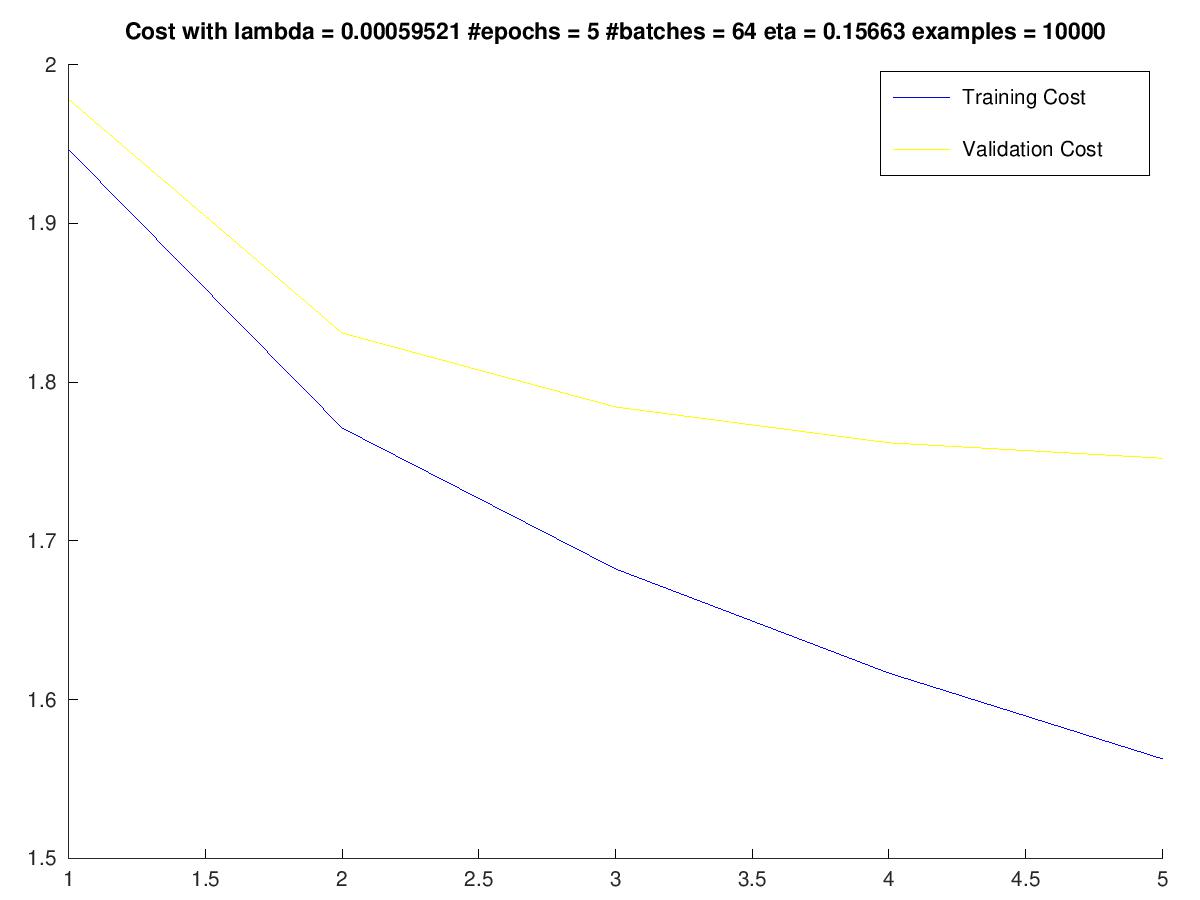 Cost with lambda = 0.00059521 #epochs = 5 #batches = 64 eta = 0.15663 examples = 10000
Training Cost
Validation Cost
2
1.9
1.8
1.7
1.6
1.5
1 1.5 2 2.5 3 3.5 4 4.5 5